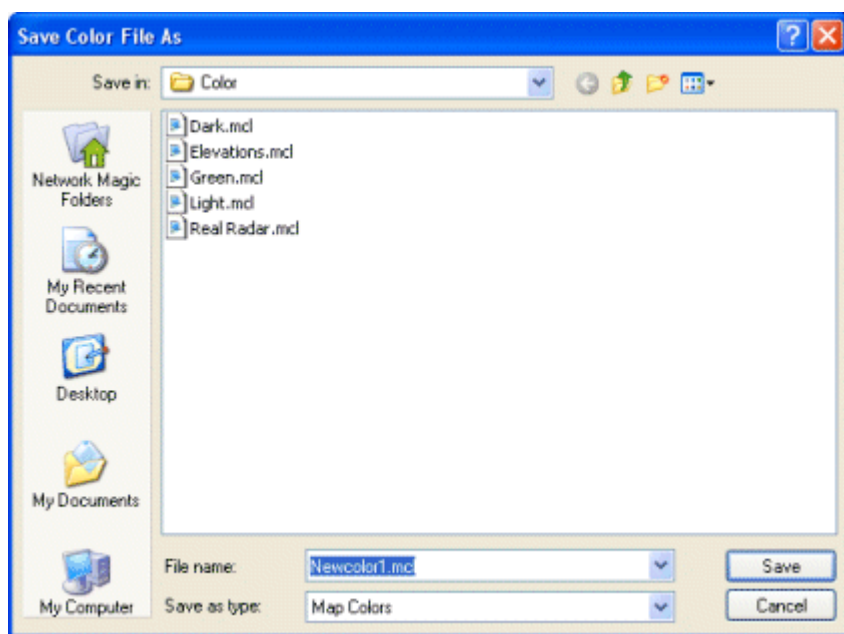 Save Color File As
Save in: Color
Dark.mcl
Elevations.mcl
Green.mcl
Light.mcl
Real Radar.mcl
Network Magic
Folders
My Recent
Documents
Desktop
My Documents
My Computer
File name: Newcolor1.mcl Save
Save as type: Map Colors Cancel